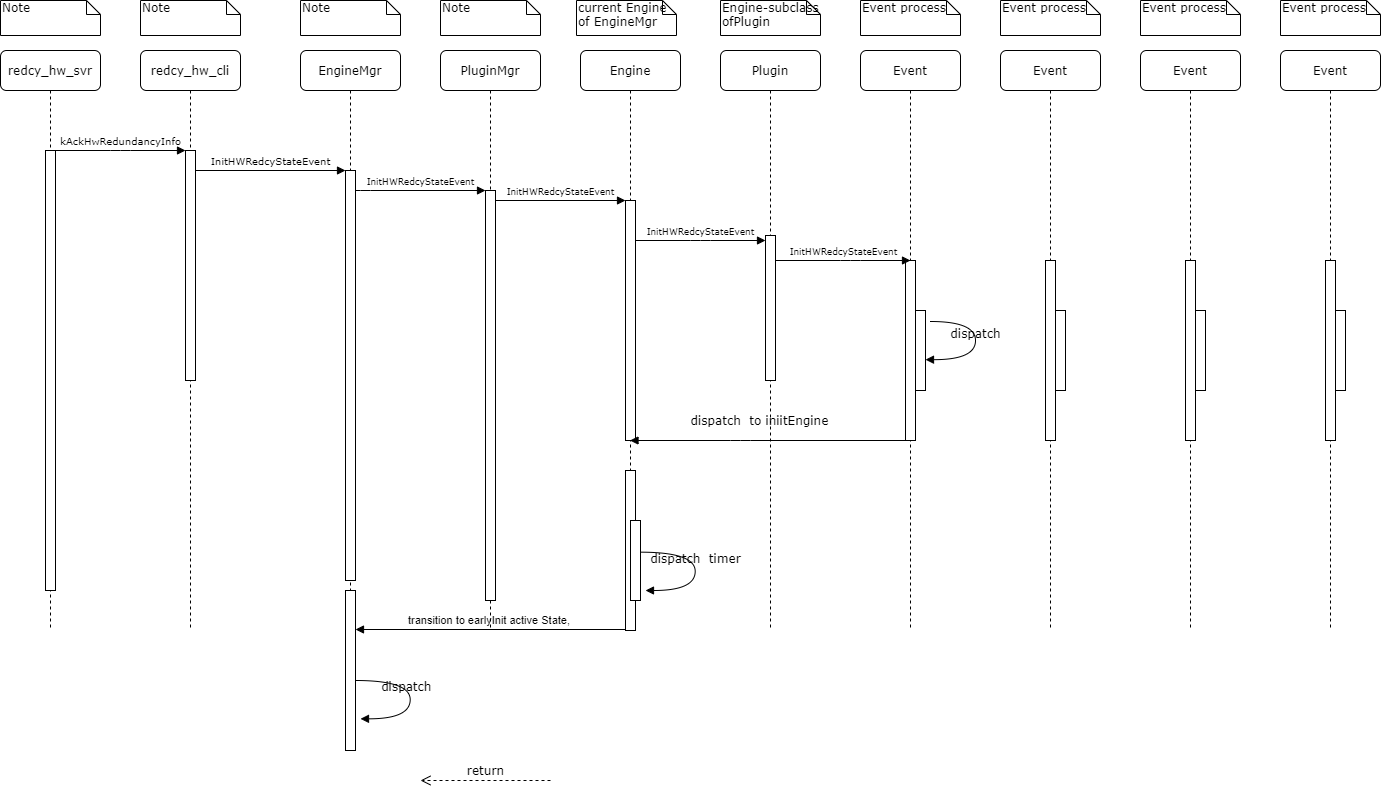 Note
Note
Note
Note
current Engine
of EngineMgr
Engine-subclass
ofPlugin
Event process
Event process
Event process
Event process
redcy_hw_svr
redcy_hw_cli
EngineMgr
PluginMgr
Engine
Plugin
Event
Event
Event
Event
kAckHwRedundancyInfo
InitHWRedcyStateEvent
InitHWRedcyStateEvent
InitHWRedcyStateEvent
InitHWRedcyStateEvent
InitHWRedcyStateEvent
dispatch
dispatch to iniitEngine
dispatch timer
transition to earlyInit active State,
dispatch
return